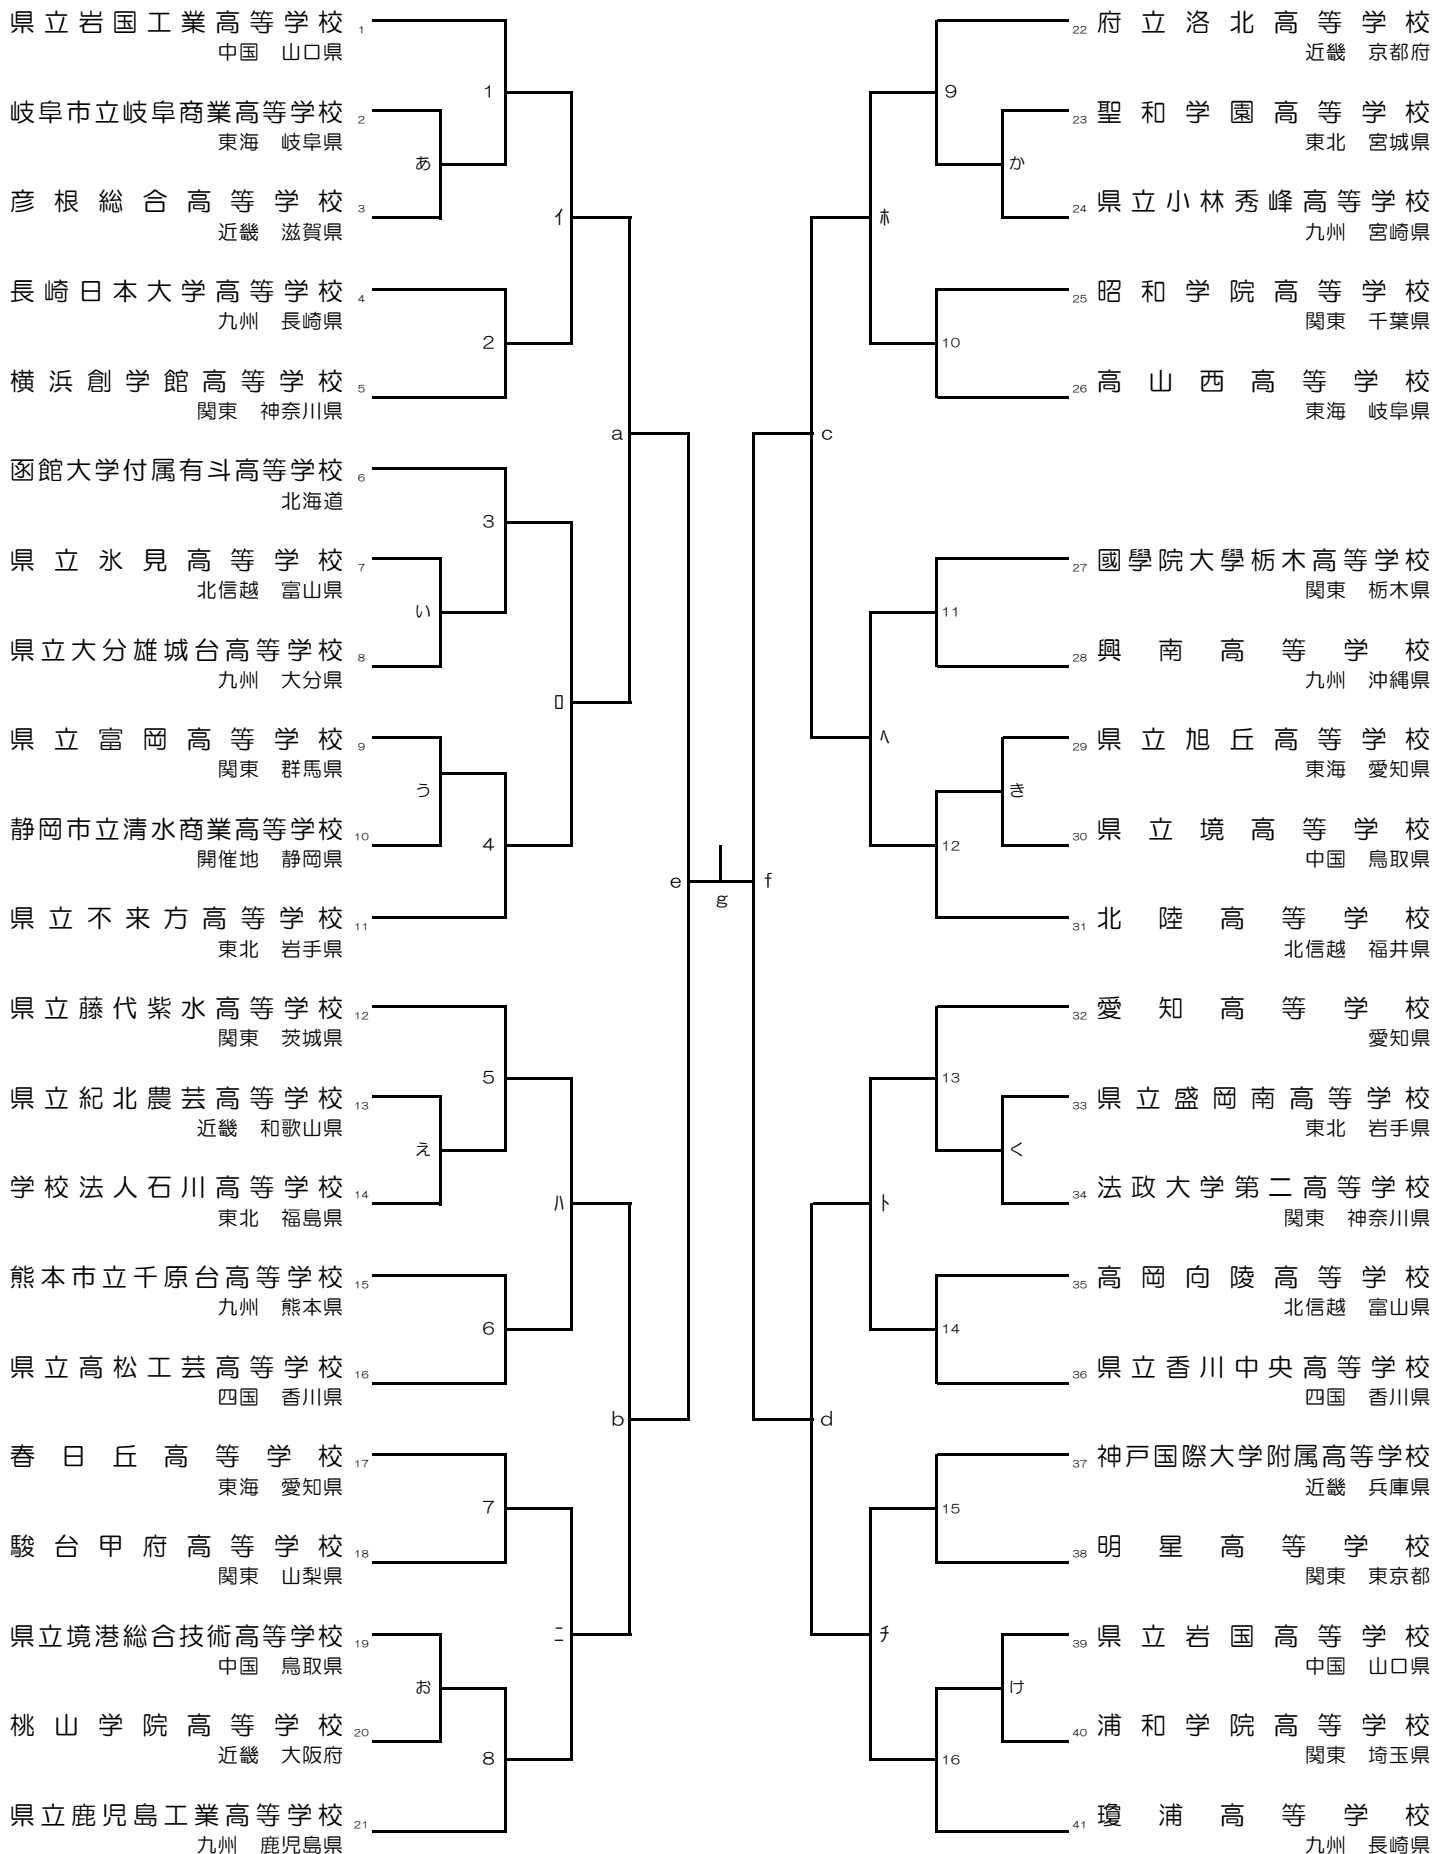 県立岩国工業高等学校 1
中国 山口県
岐阜市立岐阜商業高等学校 2
東海 岐阜県
彦根総合高等学校 3
近畿 滋賀県
長崎日本大学高等学校 4
九州 長崎県
横浜創学館高等学校 5
関東 神奈川県
函館大学付属有斗高等学校 6
北海道
県立氷見高等学校 7
北信越 富山県
県立大分雄城台高等学校 8
九州 大分県
県立富岡高等学校 9
関東 群馬県
静岡市立清水商業高等学校 10
開催地 静岡県
県立不来方高等学校 11
東北 岩手県
県立藤代紫水高等学校 12
関東 茨城県
県立紀北農芸高等学校 13
近畿 和歌山県
学校法人石川高等学校 14
東北 福島県
熊本市立千原台高等学校 15
九州 熊本県
県立高松工芸高等学校 16
四国 香川県
春日丘高等学校 17
東海 愛知県
駿台甲府高等学校 18
関東 山梨県
県立境港総合技術高等学校 19
中国 鳥取県
桃山学院高等学校 20
近畿 大阪府
県立鹿児島工業高等学校 21
九州 鹿児島県
あ
い
う
え
お
1
2
3
4
5
6
7
8
ｲ
ﾛ
ﾊ
ﾆ
a
b
e
g
f
c
d
ﾎ
ﾍ
ﾄ
ﾁ
9
10
11
12
13
14
15
16
か
き
く
け
22 府立洛北高等学校
近畿 京都府
23 聖和学園高等学校
東北 宮城県
24 県立小林秀峰高等学校
九州 宮崎県
25 昭和学院高等学校
関東 千葉県
26 高山西高等学校
東海 岐阜県
27 國學院大學栃木高等学校
関東 栃木県
28 興南高等学校
九州 沖縄県
29 県立旭丘高等学校
東海 愛知県
30 県立境高等学校
中国 鳥取県
31 北陸高等学校
北信越 福井県
32 愛知高等学校
愛知県
33 県立盛岡南高等学校
東北 岩手県
34 法政大学第二高等学校
関東 神奈川県
35 高岡向陵高等学校
北信越 富山県
36 県立香川中央高等学校
四国 香川県
37 神戸国際大学附属高等学校
近畿 兵庫県
38 明星高等学校
関東 東京都
39 県立岩国高等学校
中国 山口県
40 浦和学院高等学校
関東 埼玉県
41 瓊浦高等学校
九州 長崎県